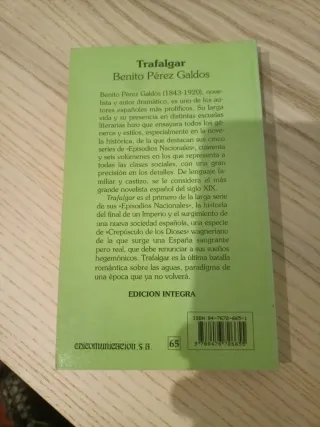 Trafalgar
Benito Pérez Galdos
Benito Pérez Galdos (1843-1920), nove-
lista y autor dramático, es uno de los au-
tores españoles más prolíficos. Su larga
vida y su presencia en distintas escuelas
literarias hizo que ensayara todos los gé-
neros y estilos, especialmente en la nove-
la histórica, de la que destacan sus cinco
series de «Episodios Nacionales», cuarenta
y seis volúmenes en los que representa a
todas las clases sociales, con una gran
precisión en los detalles. De lenguaje fa-
miliar y castizo, se le considera el más
grande novelista español del siglo XIX.
Trafalgar es el primero de la larga serie
de sus «Episodios Nacionales», la historia
del final de un Imperio y el surgimiento de
una nueva sociedad española, una especie
de «Crepúsculo de los Dioses» wagneriano
de la que surge una España sangrante
pero real, que debe renunciar a sus sueños
hegemónicos. Trafalgar es la última batalla
romántica sobre las aguas, paradigma de
una época que ya no volverá.
EDICION INTEGRA
65